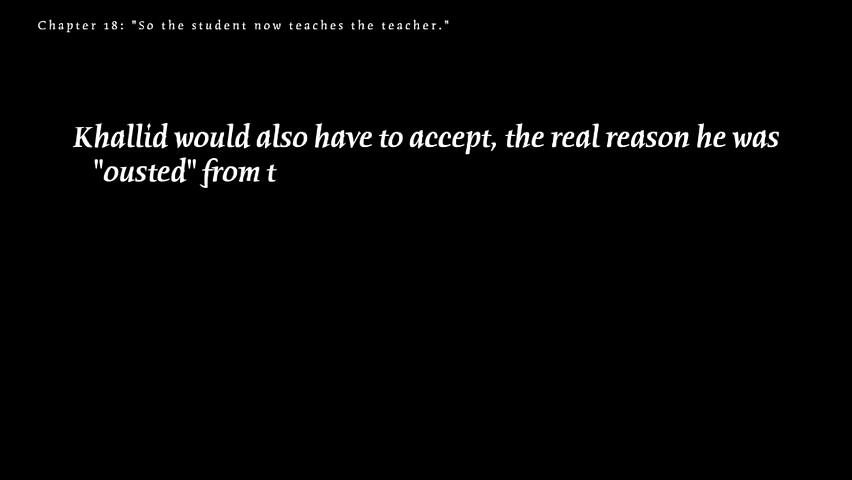 Chapter 18: "So the student now teaches the teacher."
Khallid would also have to accept, the real reason he was
"ousted" from t